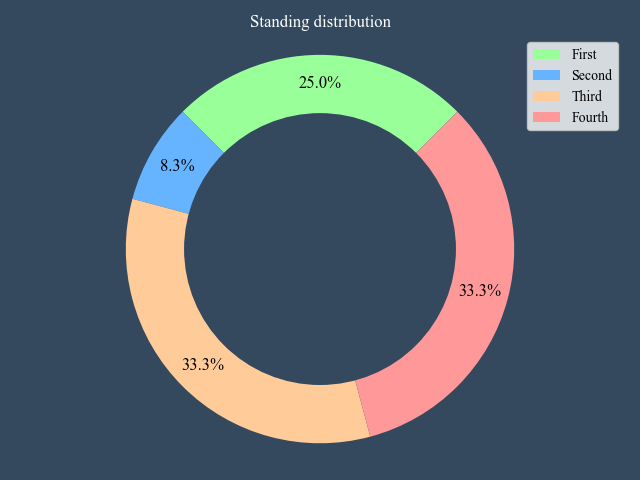 Standing distribution
First
Second
Third
Fourth
25.0%
8.3%
33.3%
33.3%